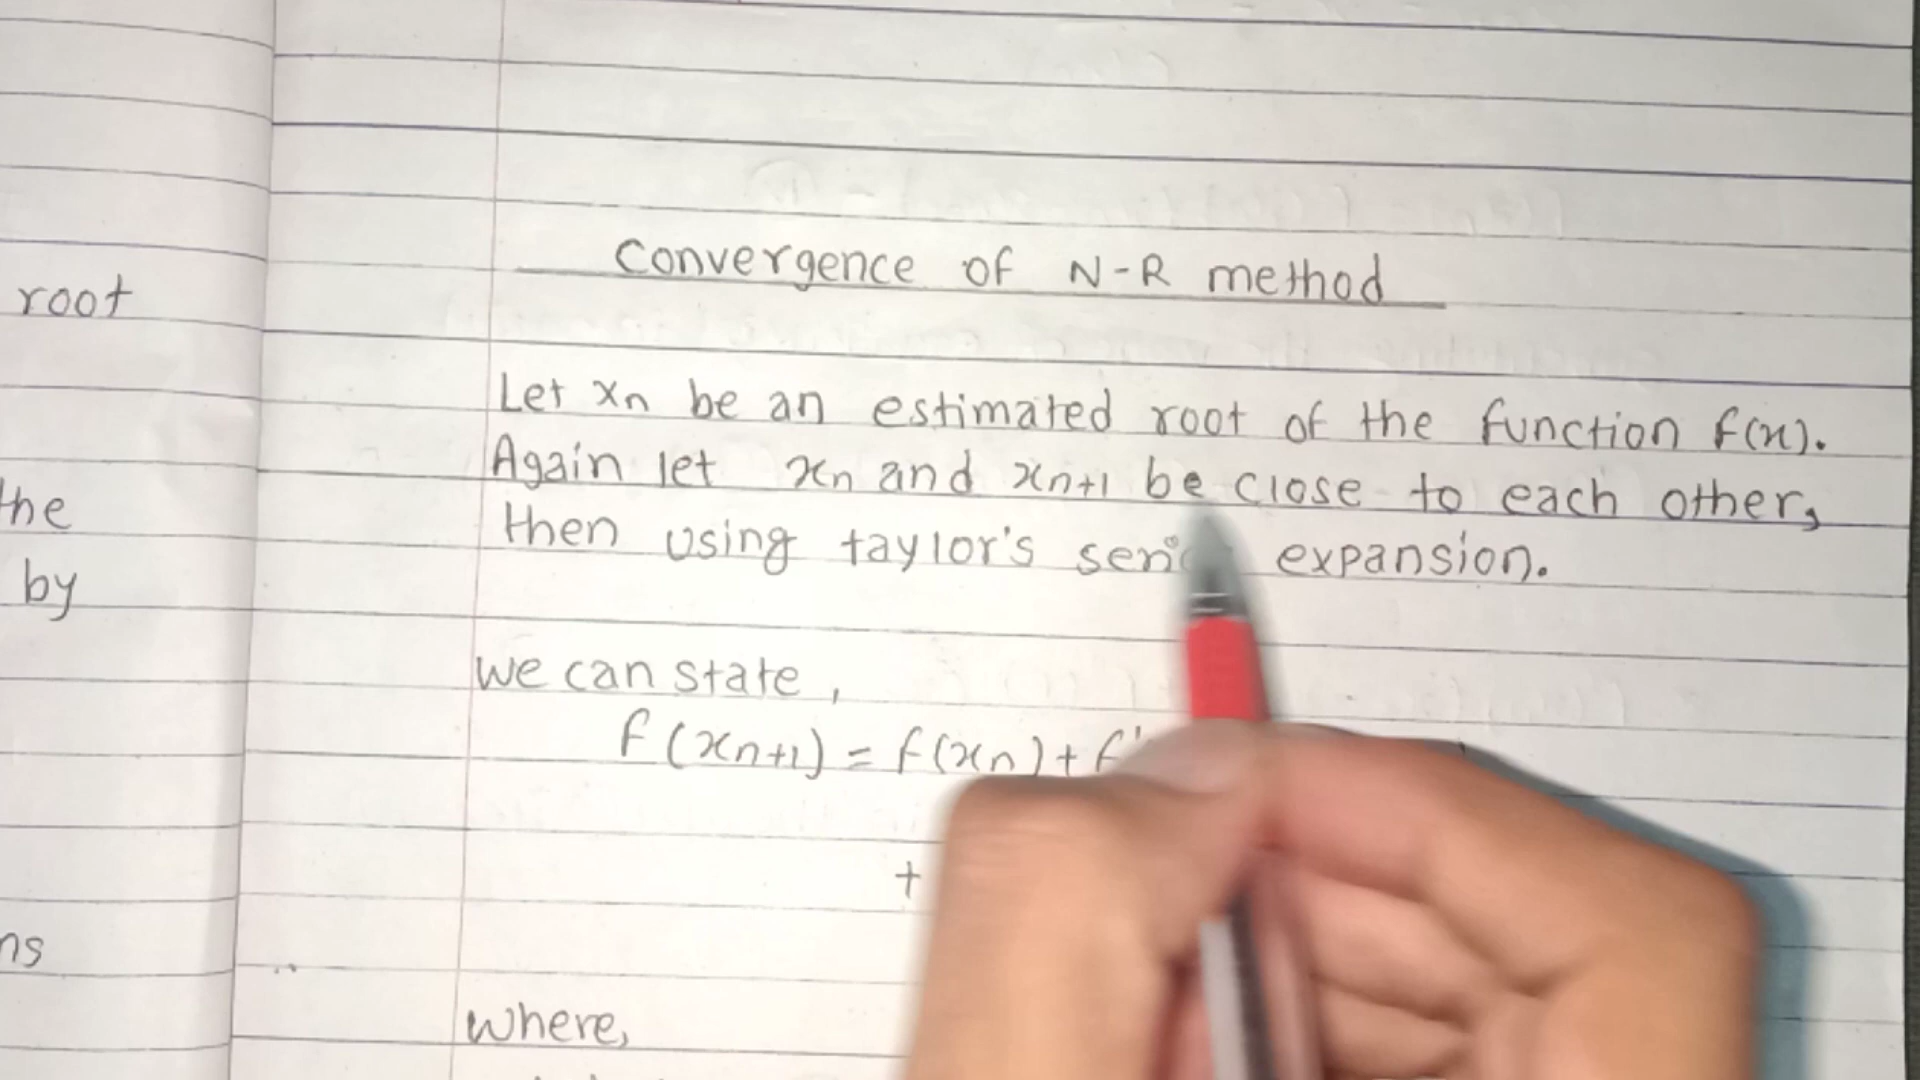 root
the
by
ns
Convergence of N-R method
Let xn be an estimated root of the function f(x).
Again let xn and xn+1 be close to each other,
then using taylor's expansion.
we can state,
f(xn+1) = f(xn) + f'
+
where,